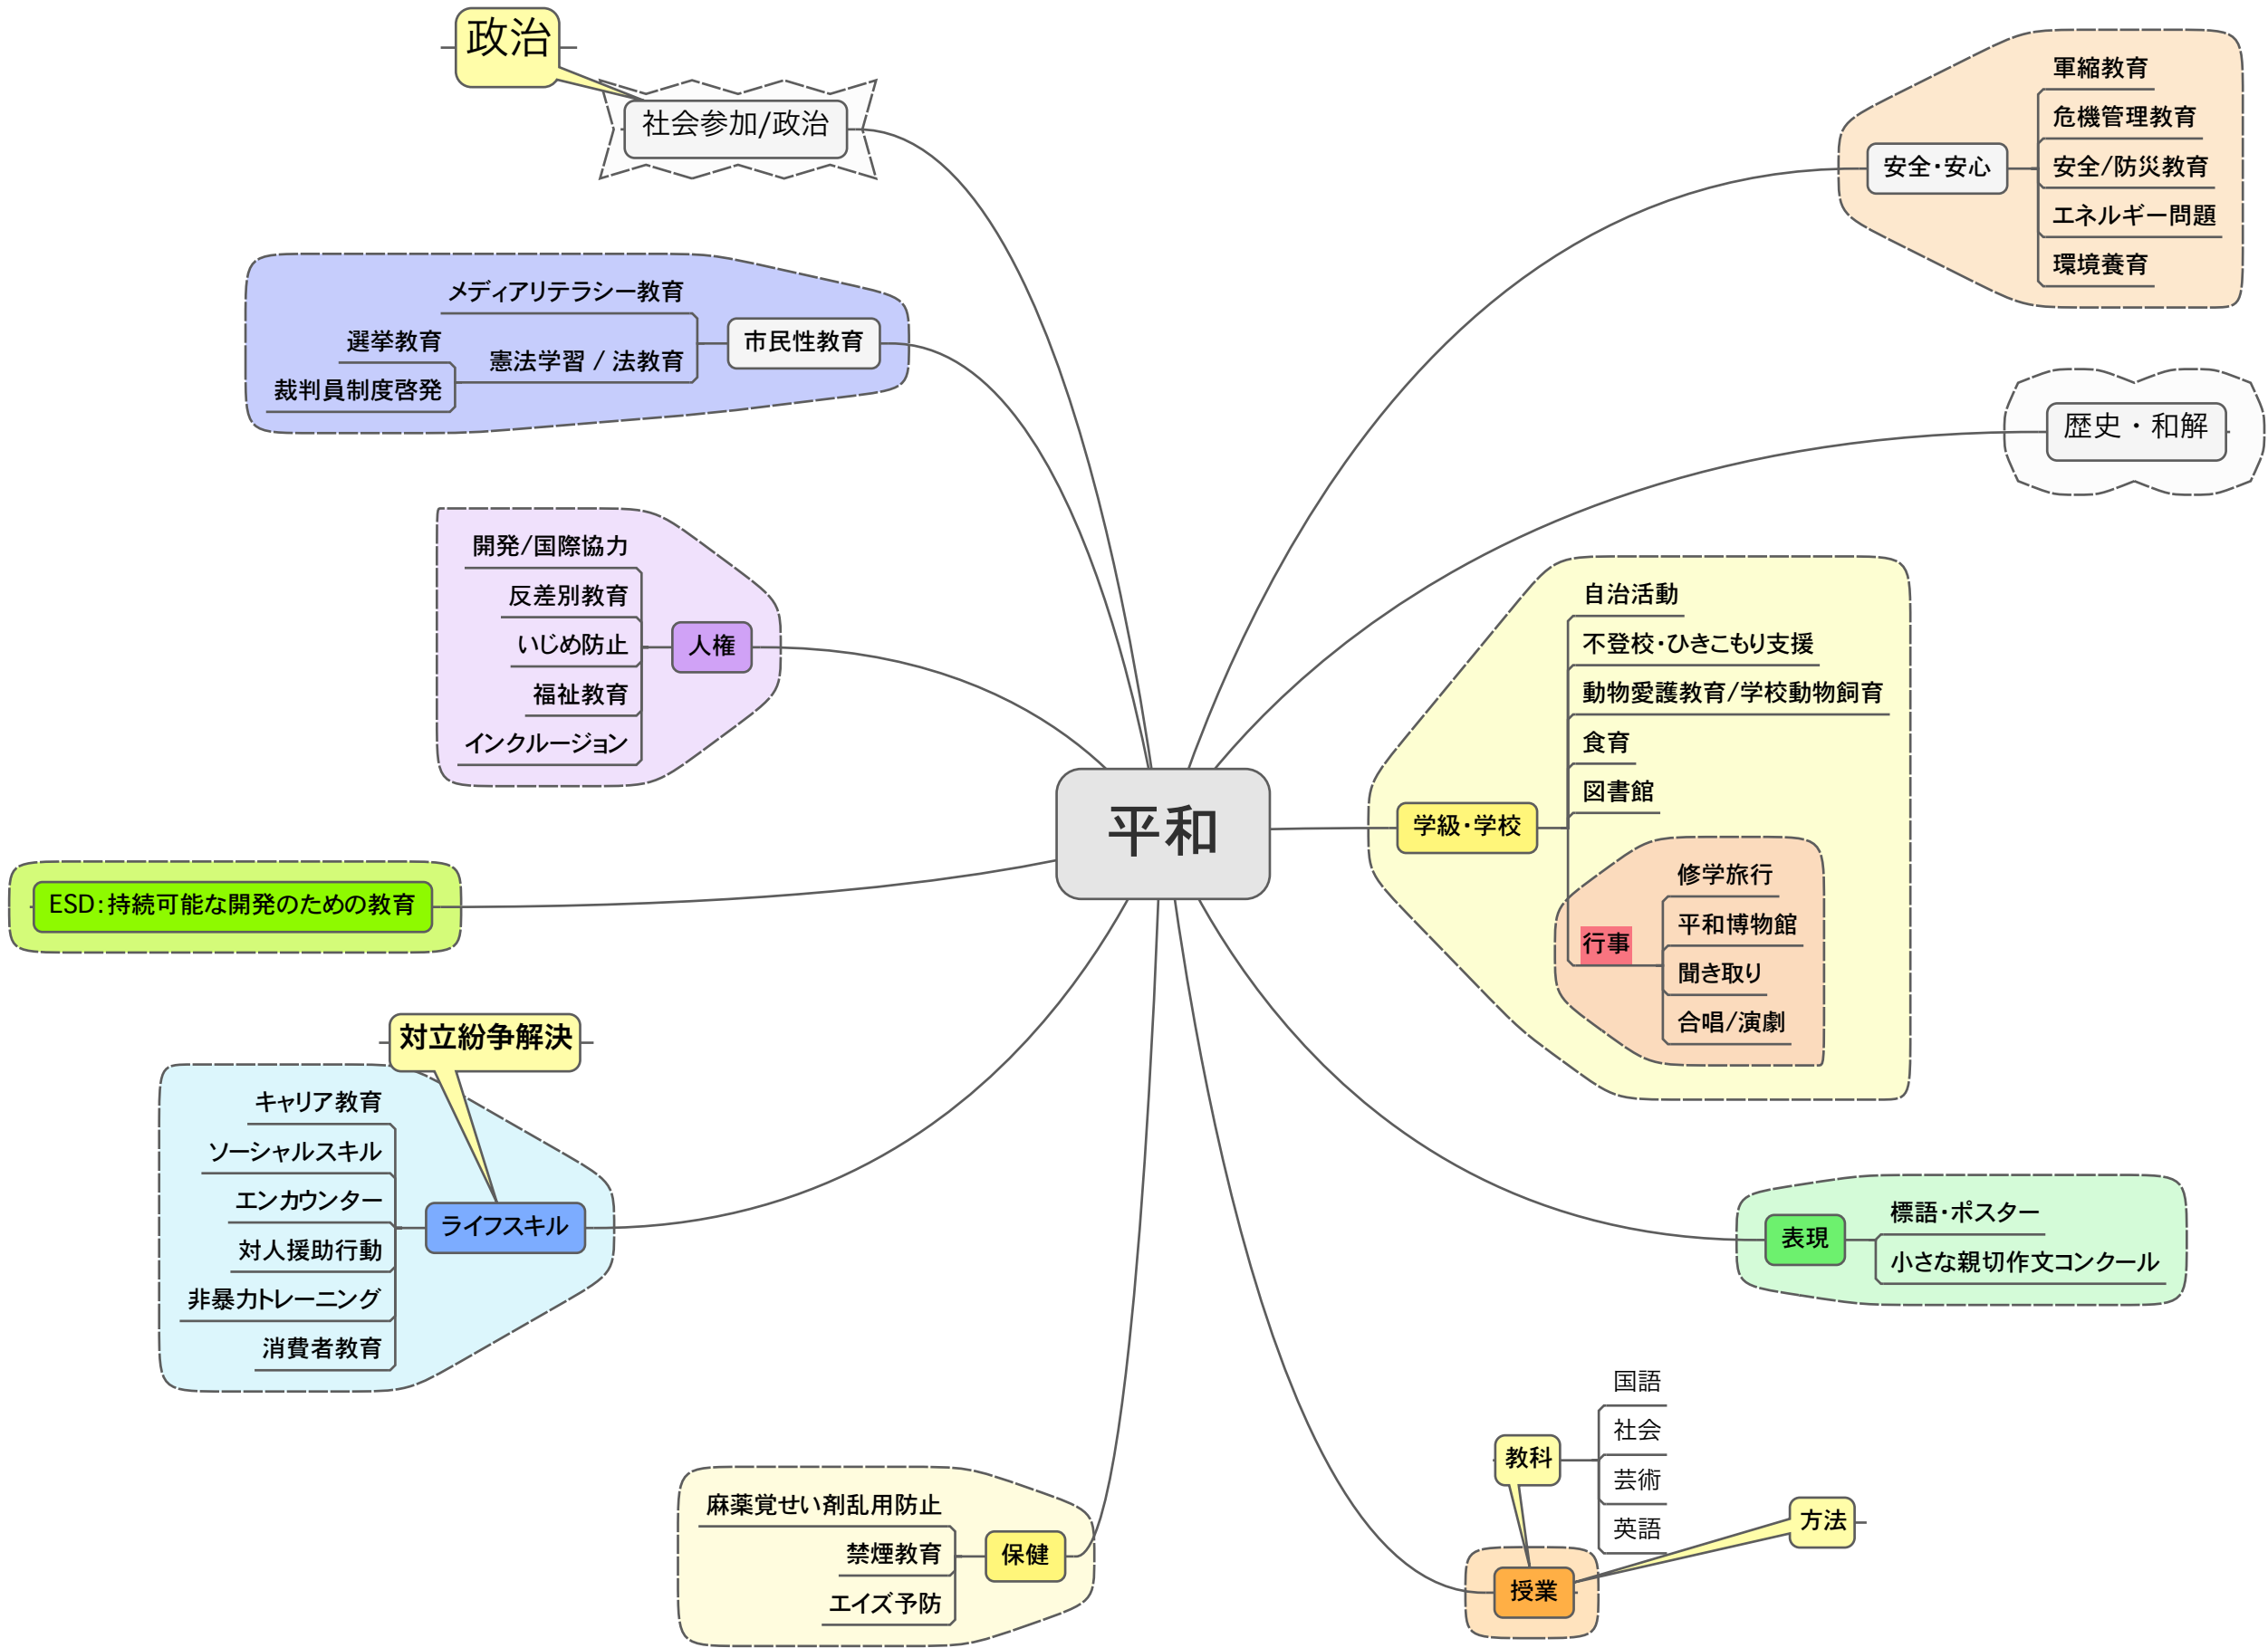 政治
社会参加/政治
メディアリテラシー教育
選挙教育
憲法学習 / 法教育
裁判員制度啓発
市民性教育
開発/国際協力
反差別教育
いじめ防止
福祉教育
インクルージョン
人権
ESD：持続可能な開発のための教育
対立紛争解決
キャリア教育
ソーシャルスキル
エンカウンター
対人援助行動
非暴力トレーニング
消費者教育
ライフスキル
麻薬覚せい剤乱用防止
禁煙教育
エイズ予防
保健
平和
安全・安心
軍縮教育
危機管理教育
安全/防災教育
エネルギー問題
環境養育
歴史・和解
学級・学校
自治活動
不登校・ひきこもり支援
動物愛護教育/学校動物飼育
食育
図書館
行事
修学旅行
平和博物館
聞き取り
合唱/演劇
表現
標語・ポスター
小さな親切作文コンクール
教科
国語
社会
芸術
英語
方法
授業